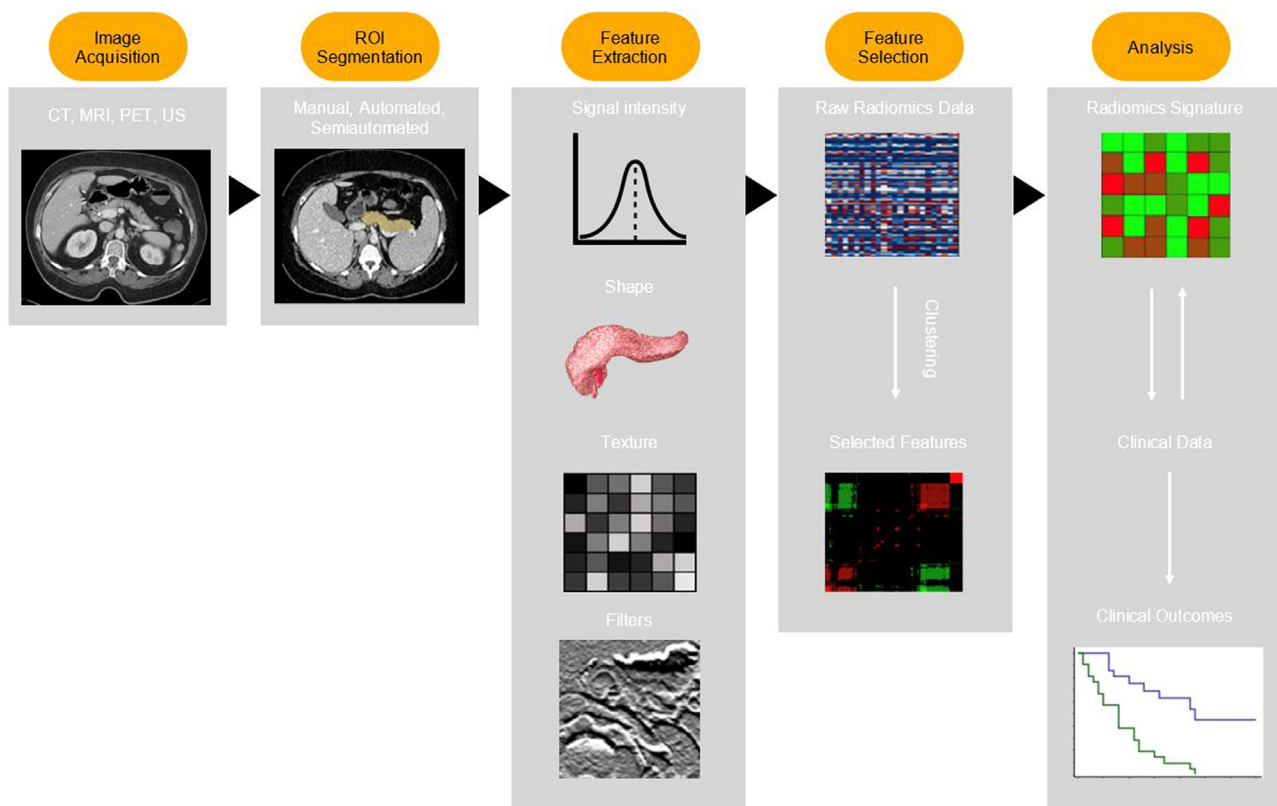 Image
Acquisition
CT, MRI, PET, US
ROI
Segmentation
Manual, Automated,
Semiautomated
Feature
Extraction
Signal intensity
Shape
Texture
Filters
Feature
Selection
Raw Radiomics Data
Clustering
Selected Features
Analysis
Radiomics Signature
Clinical Data
Clinical Outcomes